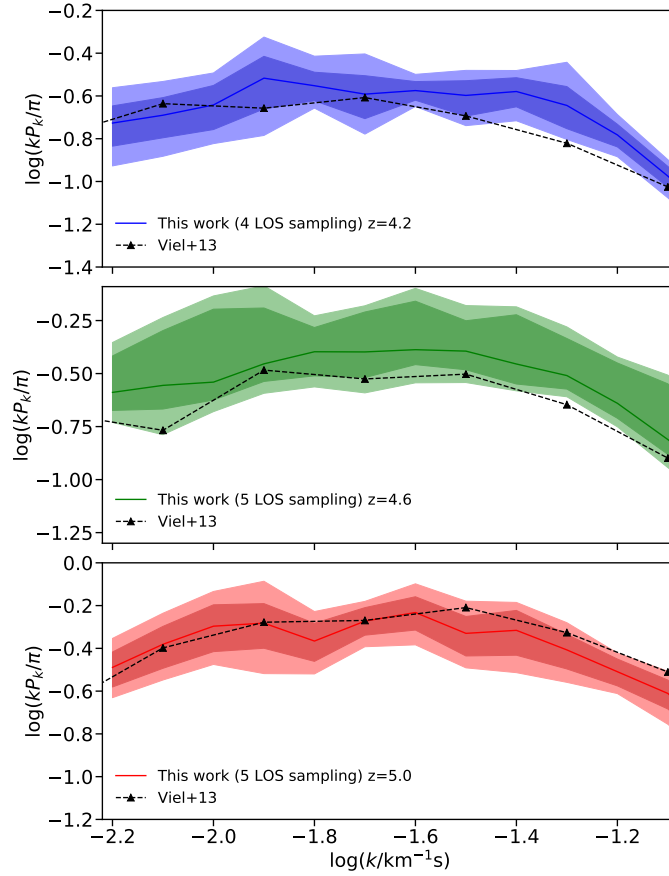 −0.2
−0.4
−0.6
−0.8
−1.0
−1.2
−1.4
log(kP_k/π)
This work (4 LOS sampling) z=4.2
Viel+13
−0.25
−0.50
−0.75
−1.00
−1.25
log(kP_k/π)
This work (5 LOS sampling) z=4.6
Viel+13
0.0
−0.2
−0.4
−0.6
−0.8
−1.0
−1.2
log(kP_k/π)
This work (5 LOS sampling) z=5.0
Viel+13
−2.2 −2.0 −1.8 −1.6 −1.4 −1.2
log(k/km⁻¹s)